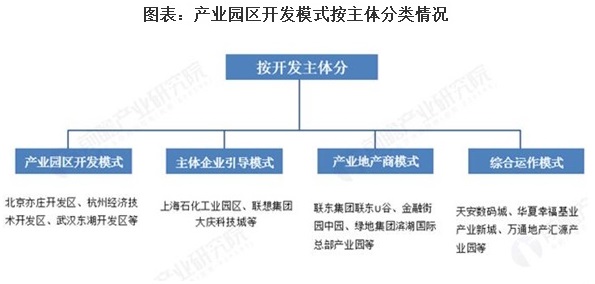 图表：产业园区开发模式按主体分类情况
按开发主体分
产业园区开发模式
主体企业引导模式
产业地产商模式
综合运作模式
北京亦庄开发区、杭州经济技
术开发区、武汉东湖开发区等
上海石化工业园区、联想集团
大庆科技城等
联东集团联东U谷、金融街
园中园、绿地集团滨湖国际
总部产业园等
天安数码城、华夏幸福基业
产业新城、万通地产汇源产
业园等